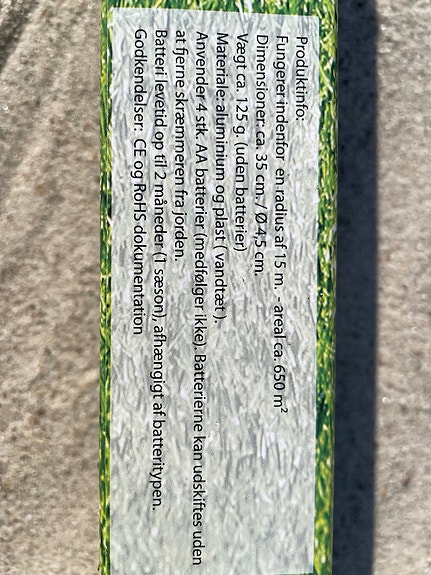 Produktinfo:
Fungerer indenfor en radius af 15 m. - areal ca. 650 m²
Dimensioner: ca. 35 cm. / Ø 4,5 cm.
Vægt ca. 125 g. (uden batterier)
Materiale: aluminium og plast (vandtæt ).
Anvender 4 stk. AA batterier (medfølger ikke). Batterierne kan udskiftes uden
at fjerne skræmmeren fra jorden.
Batteri levetid op til 2 måneder (1 sæson), afhængigt af batteritypen.
Godkendelser: CE og RoHS dokumentation